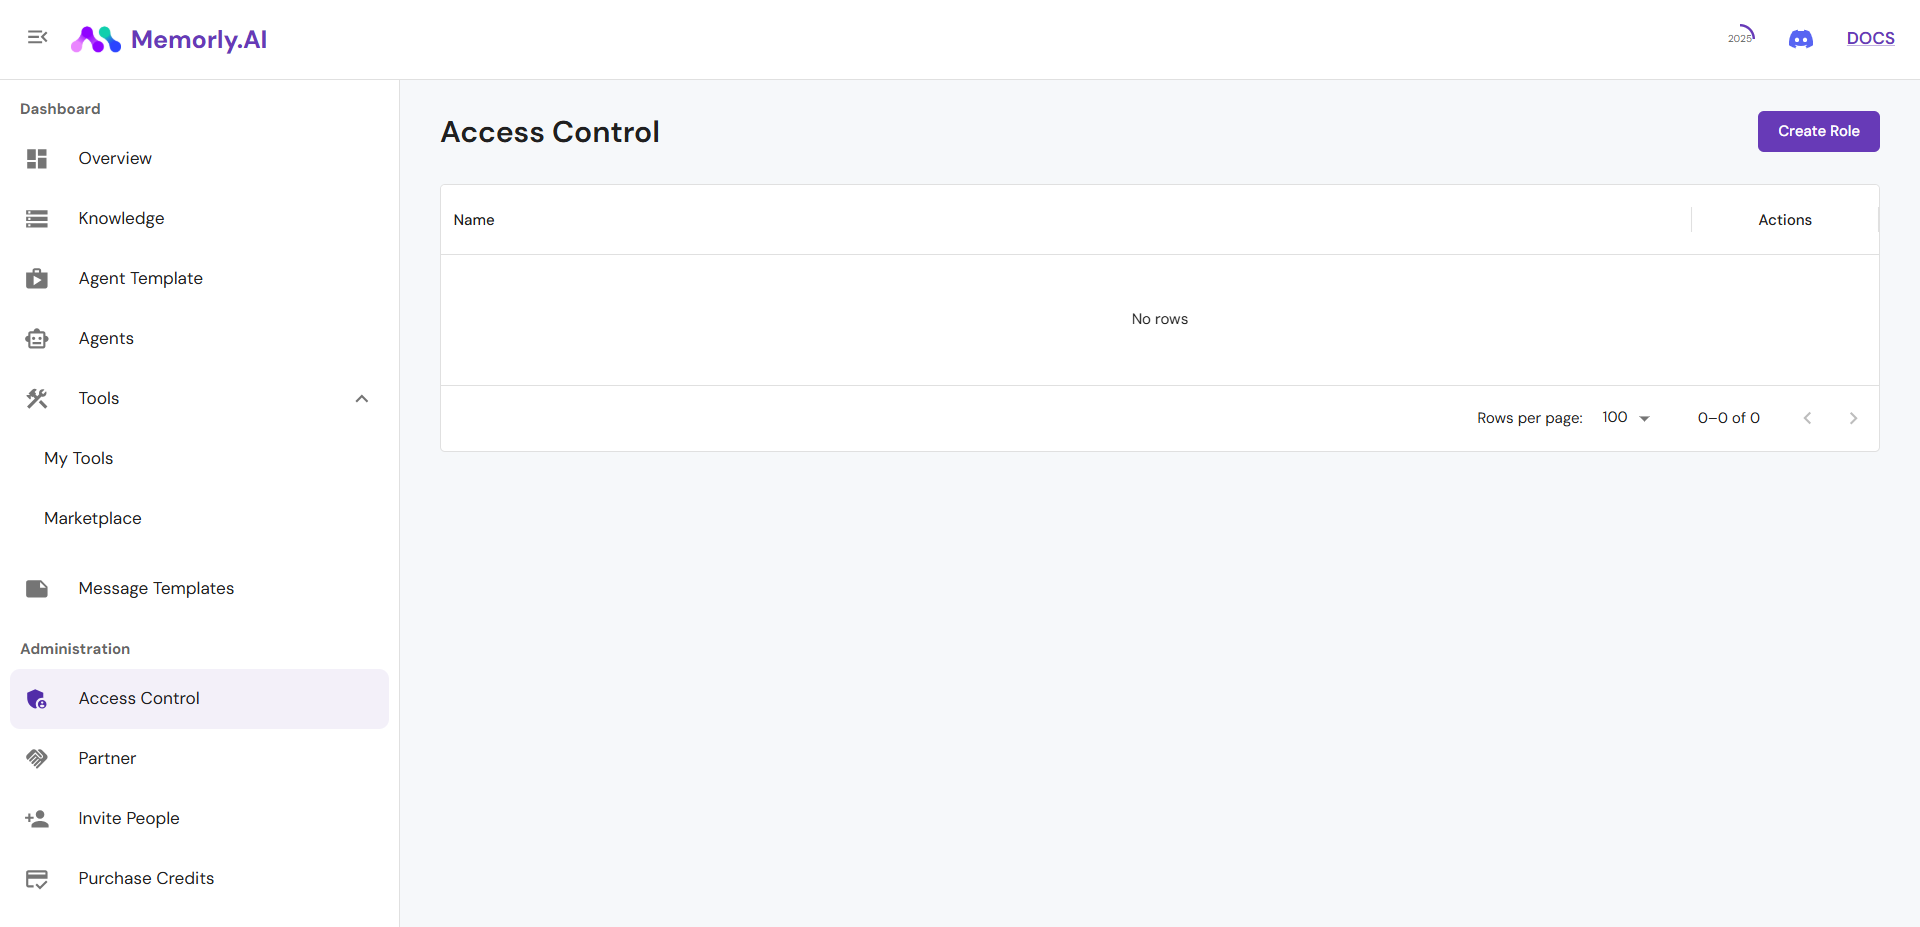 Memorly.AI
2025
DOCS
Dashboard
Overview
Knowledge
Agent Template
Agents
Tools
My Tools
Marketplace
Message Templates
Administration
Access Control
Partner
Invite People
Purchase Credits
Access Control
Create Role
Name
Actions
No rows
Rows per page: 100
0–0 of 0